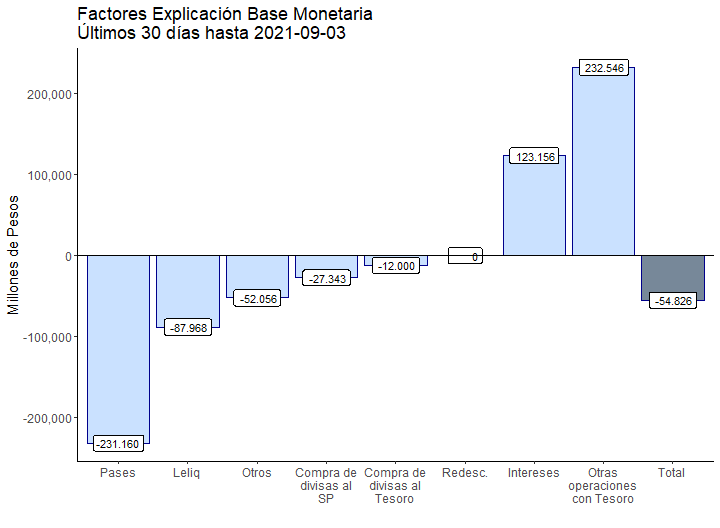 Factores Explicación Base Monetaria
Últimos 30 días hasta 2021-09-03
Millones de Pesos
200,000
100,000
0
-100,000
-200,000
-231.160
-87.968
-52.056
-27.343
-12.000
0
123.156
232.546
-54.826
Pases
Leliq
Otros
Compra de
divisas al
SP
Compra de
divisas al
Tesoro
Redesc.
Intereses
Otras
operaciones
con Tesoro
Total